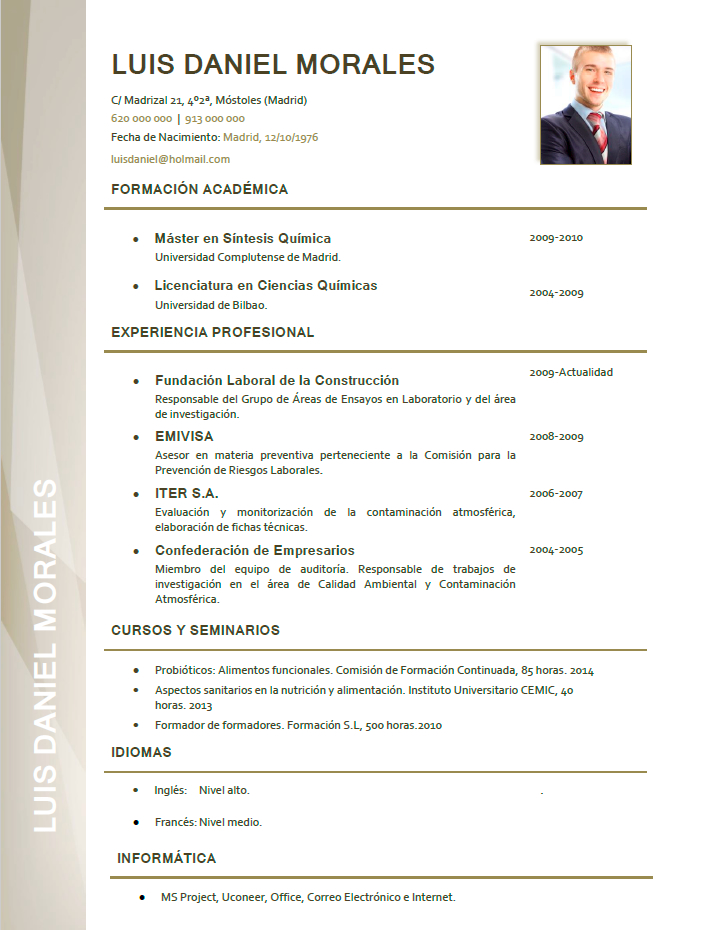 LUIS DANIEL MORALES
C/ Madrizal 21, 4º2ª, Móstoles (Madrid)
620 000 000 | 913 000 000
Fecha de Nacimiento: Madrid, 12/10/1976
luisdaniel@holmail.com
FORMACIÓN ACADÉMICA
• Máster en Síntesis Química 2009-2010
Universidad Complutense de Madrid.
• Licenciatura en Ciencias Químicas 2004-2009
Universidad de Bilbao.
EXPERIENCIA PROFESIONAL
• Fundación Laboral de la Construcción 2009-Actualidad
Responsable del Grupo de Áreas de Ensayos en Laboratorio y del área
de investigación.
• EMIVISA 2008-2009
Asesor en materia preventiva perteneciente a la Comisión para la
Prevención de Riesgos Laborales.
• ITER S.A. 2006-2007
Evaluación y monitorización de la contaminación atmosférica,
elaboración de fichas técnicas.
• Confederación de Empresarios 2004-2005
Miembro del equipo de auditoría. Responsable de trabajos de
investigación en el área de Calidad Ambiental y Contaminación
Atmosférica.
CURSOS Y SEMINARIOS
• Probióticos: Alimentos funcionales. Comisión de Formación Continuada, 85 horas. 2014
• Aspectos sanitarios en la nutrición y alimentación. Instituto Universitario CEMIC, 40
horas. 2013
• Formador de formadores. Formación S.L, 500 horas.2010
IDIOMAS
• Inglés: Nivel alto. .
• Francés: Nivel medio.
INFORMÁTICA
• MS Project, Uconeer, Office, Correo Electrónico e Internet.
LUIS DANIEL MORALES